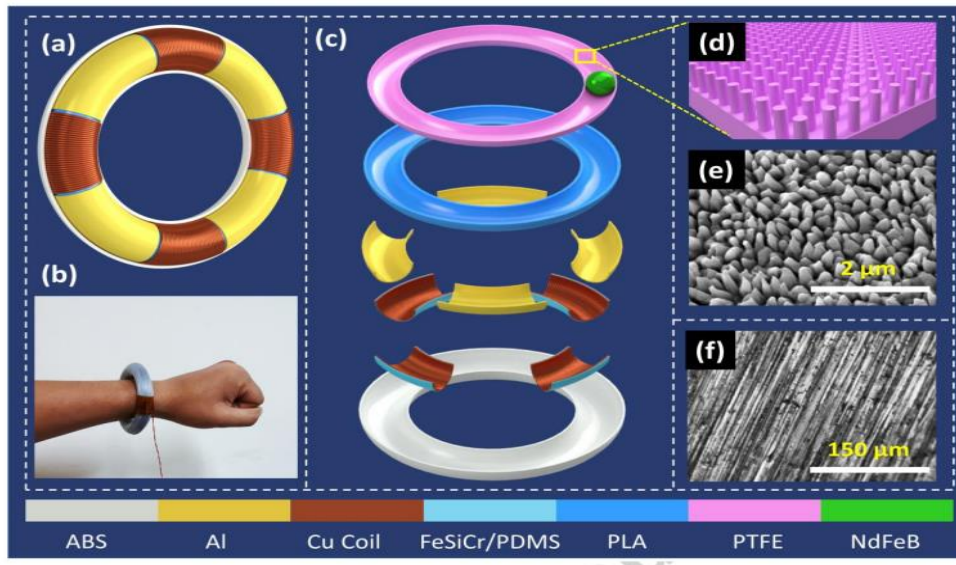 (a)
(b)
(c)
(d)
(e)
2 μm
(f)
150 μm
ABS Al Cu Coil FeSiCr/PDMS PLA PTFE NdFeB